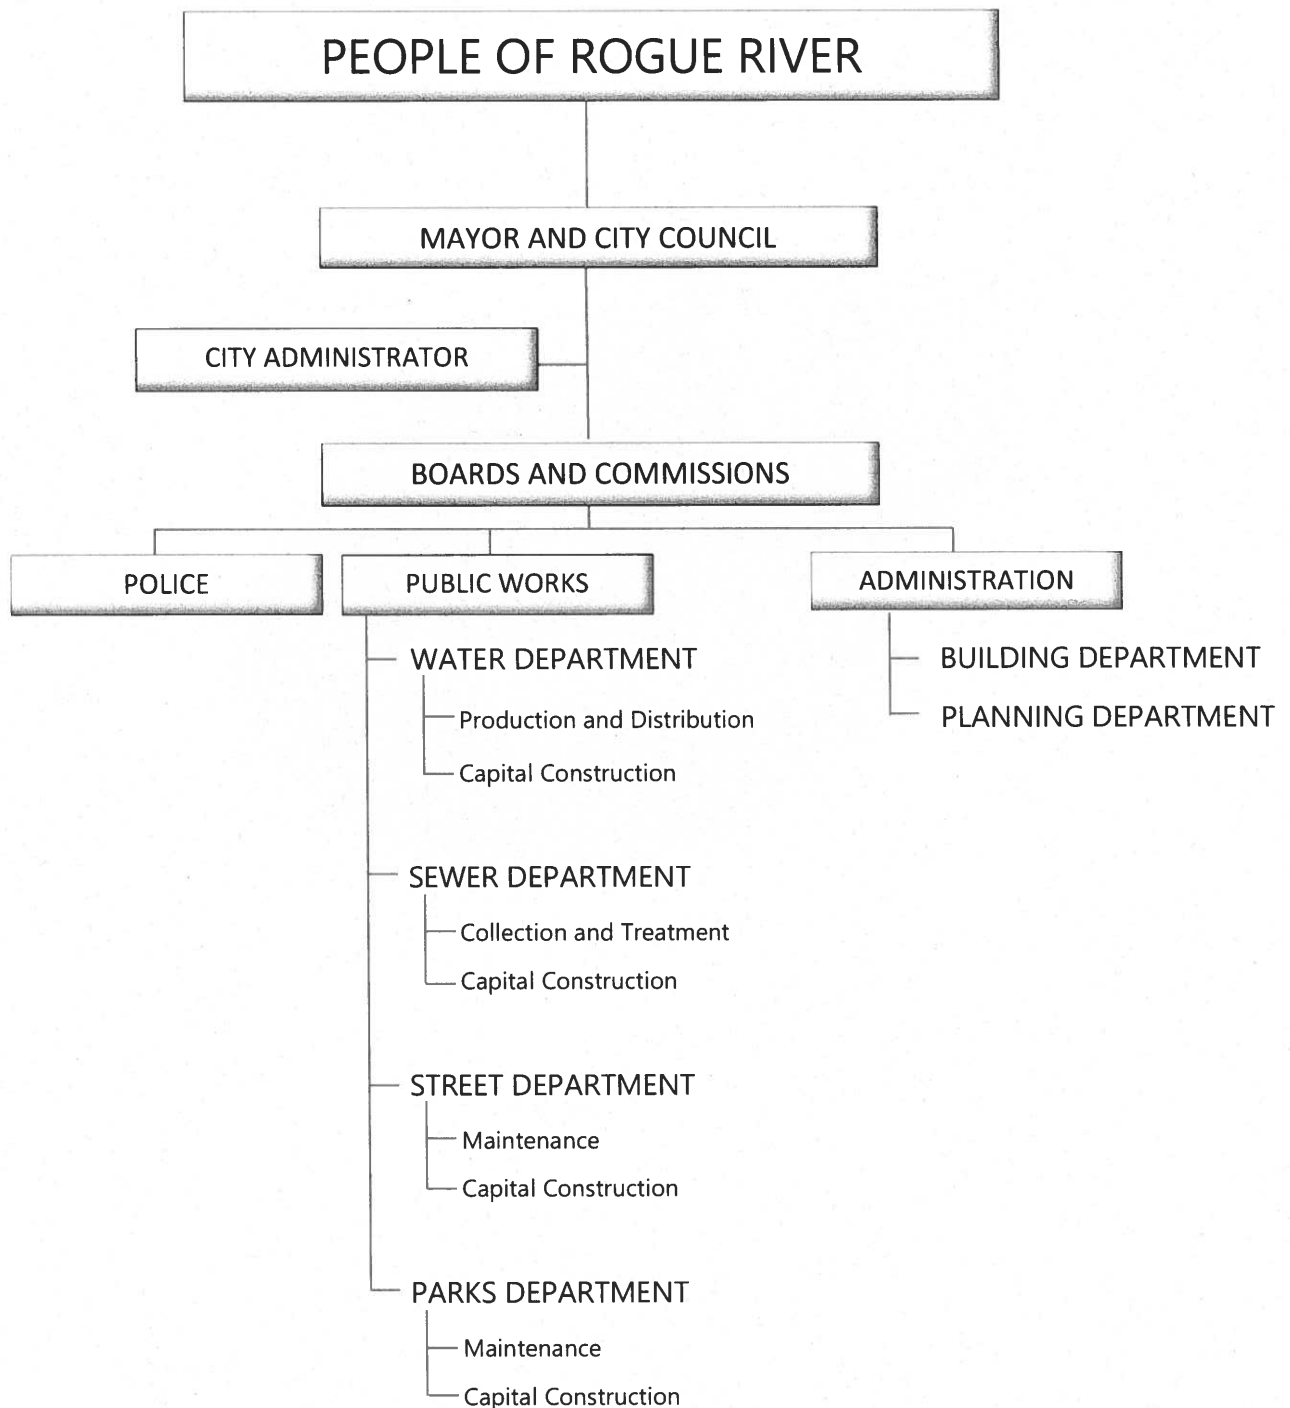 PEOPLE OF ROGUE RIVER
MAYOR AND CITY COUNCIL
CITY ADMINISTRATOR
BOARDS AND COMMISSIONS
POLICE
PUBLIC WORKS
ADMINISTRATION
WATER DEPARTMENT
Production and Distribution
Capital Construction
SEWER DEPARTMENT
Collection and Treatment
Capital Construction
STREET DEPARTMENT
Maintenance
Capital Construction
PARKS DEPARTMENT
Maintenance
Capital Construction
BUILDING DEPARTMENT
PLANNING DEPARTMENT